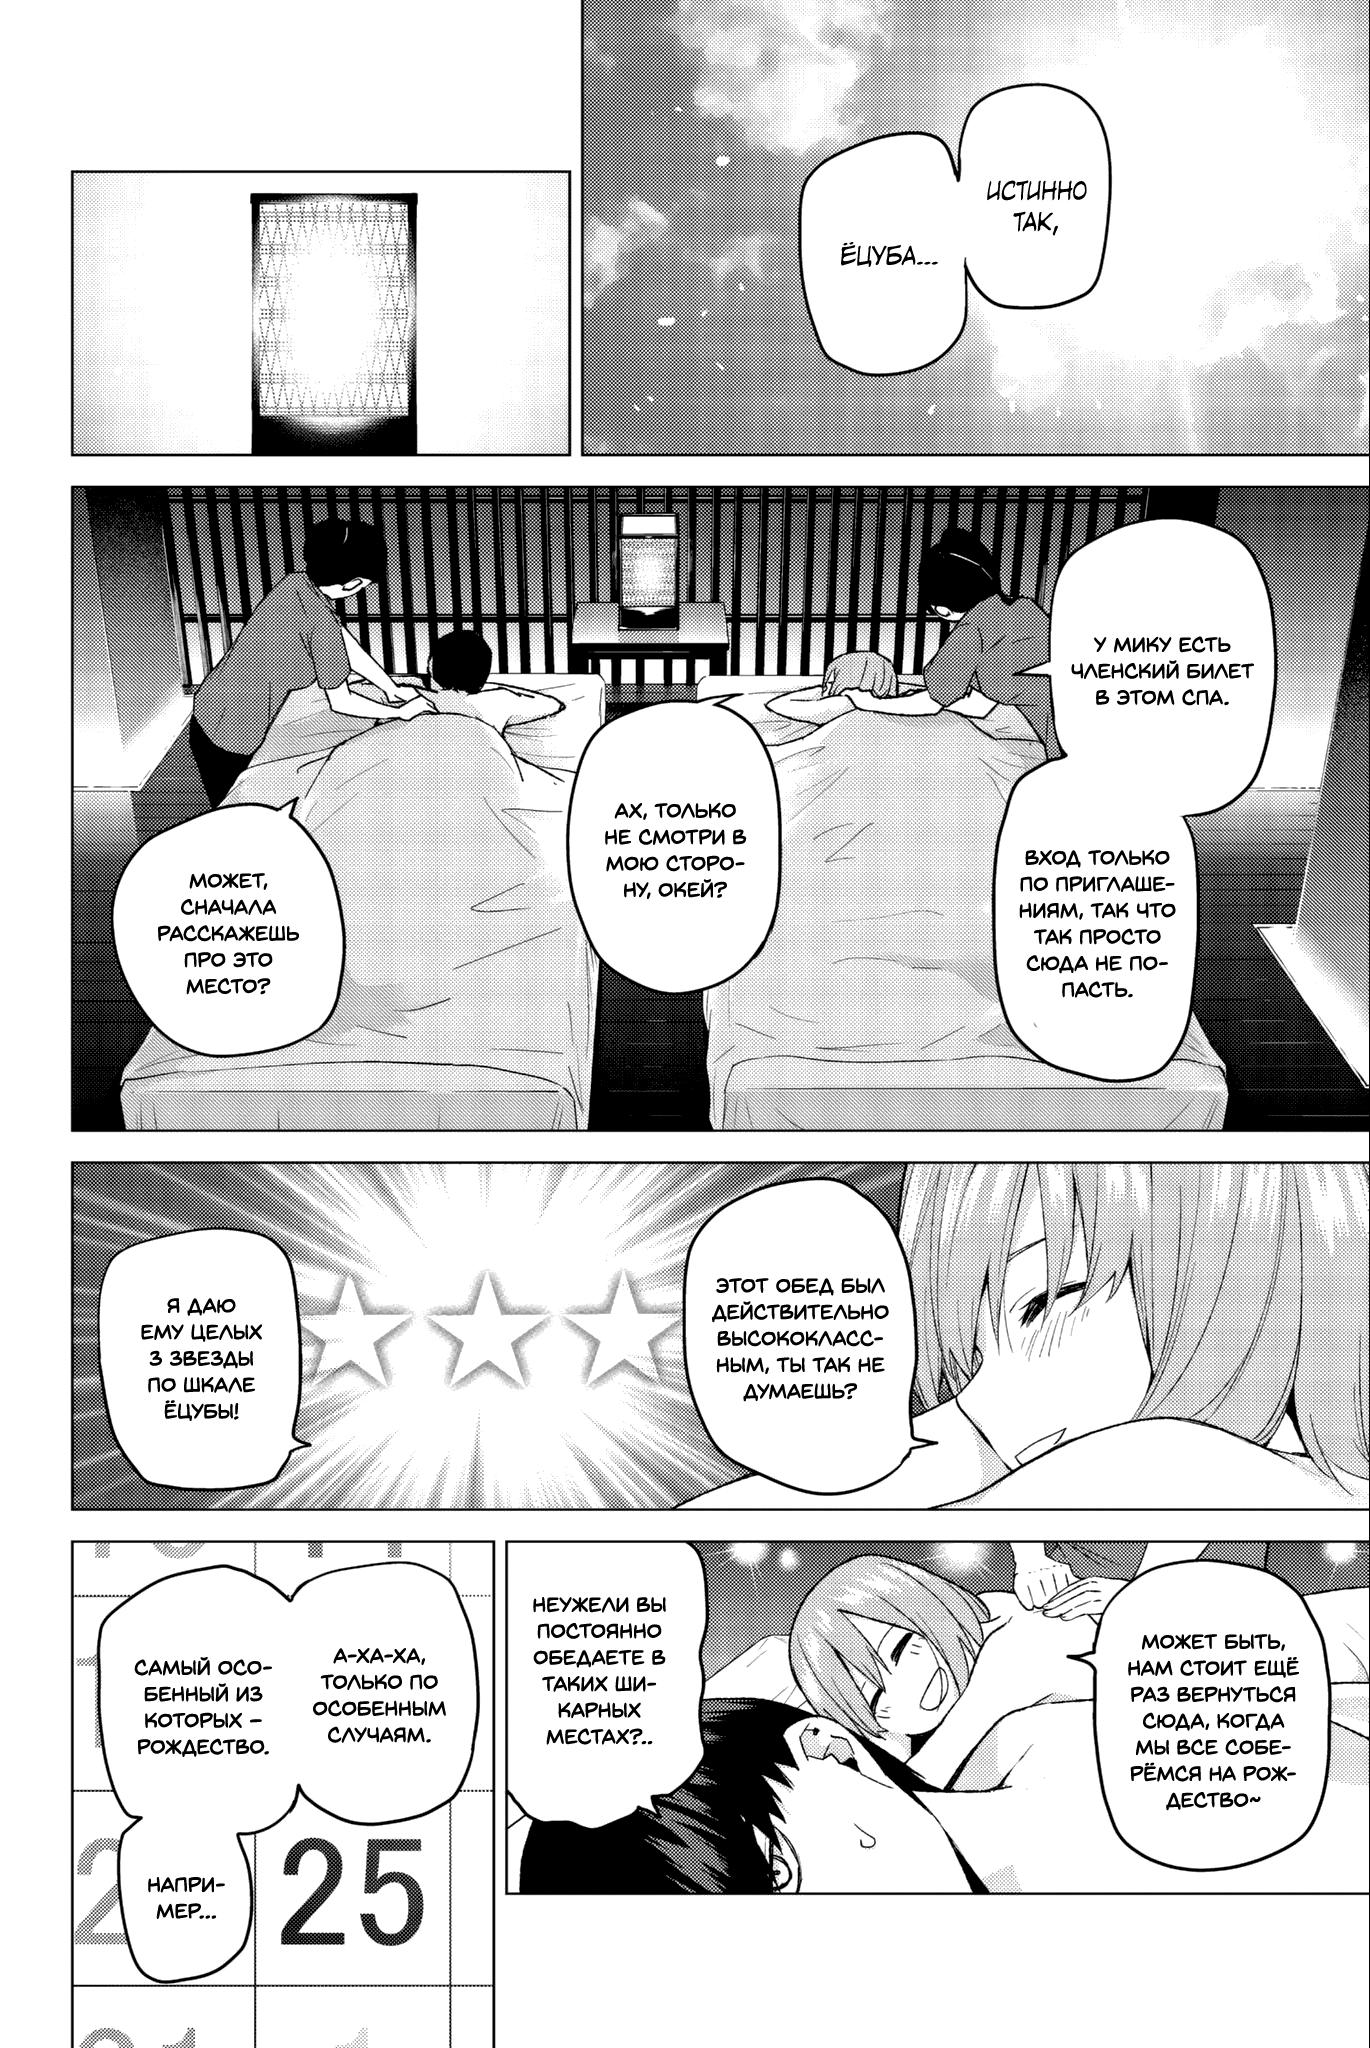 ИСТИННО
ТАК,
ЁЦУБА...
У МИКУ ЕСТЬ
ЧЛЕНСКИЙ БИЛЕТ
В ЭТОМ СПА.
ВХОД ТОЛЬКО
ПО ПРИГЛАШЕ-
НИЯМ, ТАК ЧТО
ТАК ПРОСТО
СЮДА НЕ ПО-
ПАСТЬ.
АХ, ТОЛЬКО
НЕ СМОТРИ В
МОЮ СТОРО-
НУ, ОКЕЙ?
МОЖЕТ,
СНАЧАЛА
РАССКАЖЕШЬ
ПРО ЭТО
МЕСТО?
ЭТОТ ОБЕД БЫЛ
ДЕЙСТВИТЕЛЬНО
ВЫСОКОКЛАСС-
НЫМ, ТЫ ТАК НЕ
ДУМАЕШЬ?
Я ДАЮ
ЕМУ ЦЕЛЫХ
3 ЗВЕЗДЫ
ПО ШКАЛЕ
ЁЦУБЫ!
МОЖЕТ БЫТЬ,
НАМ СТОИТ ЕЩЁ
РАЗ ВЕРНУТЬСЯ
СЮДА, КОГДА
МЫ ВСЕ СОБЕ-
РЁМСЯ НА РОЖ-
ДЕСТВО~
НЕУЖЕЛИ ВЫ
ПОСТОЯННО
ОБЕДАЕТЕ В
ТАКИХ ШИ-
КАРНЫХ
МЕСТАХ?..
А-ХА-ХА,
ТОЛЬКО ПО
ОСОБЕННЫМ
СЛУЧАЯМ.
САМЫЙ ОСО-
БЕННЫЙ ИЗ
КОТОРЫХ –
РОЖДЕСТВО.
НАПРИ-
МЕР...
25